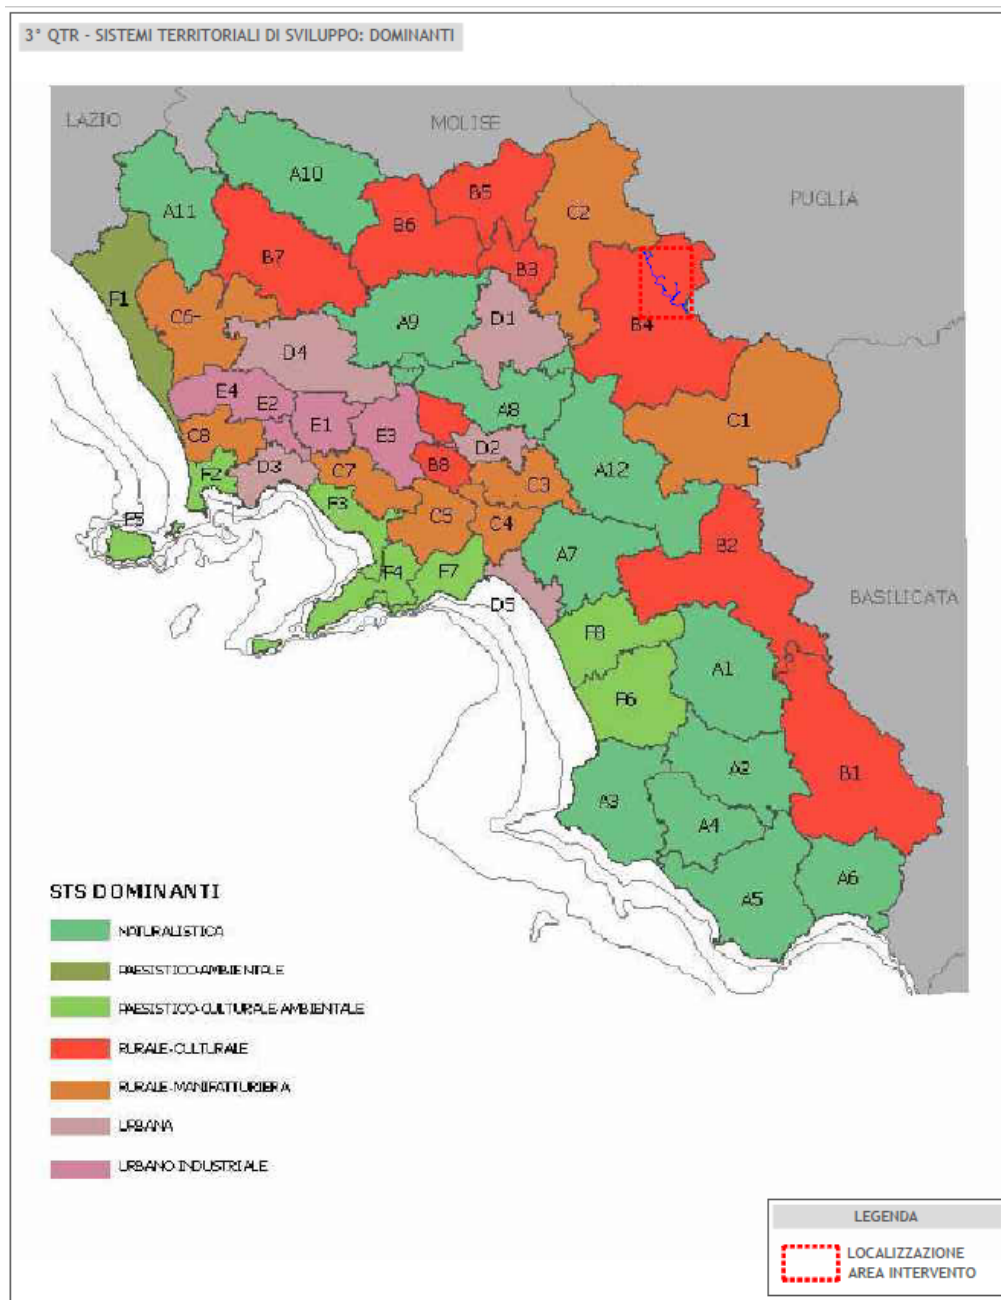 3° QTR - SISTEMI TERRITORIALI DI SVILUPPO: DOMINANTI
LAZIO
MOLISE
PUGLIA
BASILICATA
A10
A11
B5
B6
C2
B7
B3
F1
C6-
A9
D1
B4
D4
E4
E2
E1
E3
A8
C1
C8
D2
D3
C7
B8
C3
A12
F2
F3
C5
C4
F5
B2
A7
F4
F7
D5
F8
A1
F6
A2
B1
A3
A4
A5
A6
STS DOMINANTI
NATURALISTICA
PAESISTICO-AMBIENTALE
PAESISTICO-CULTURALE-AMBIENTALE
RURALE-CULTURALE
RURALE-MANIFATTURIERA
URBANA
URBANO-INDUSTRIALE
LEGENDA
LOCALIZZAZIONE
AREA INTERVENTO